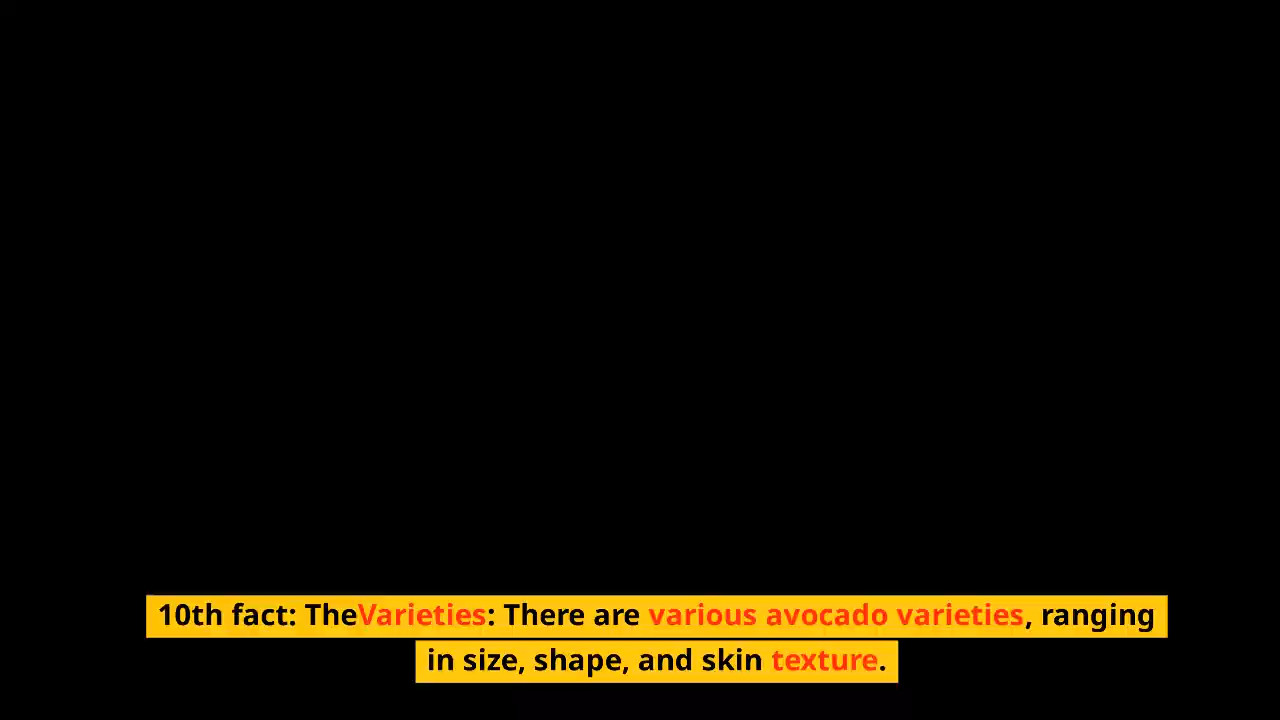 10th fact: TheVarieties: There are various avocado varieties, ranging
in size, shape, and skin texture.